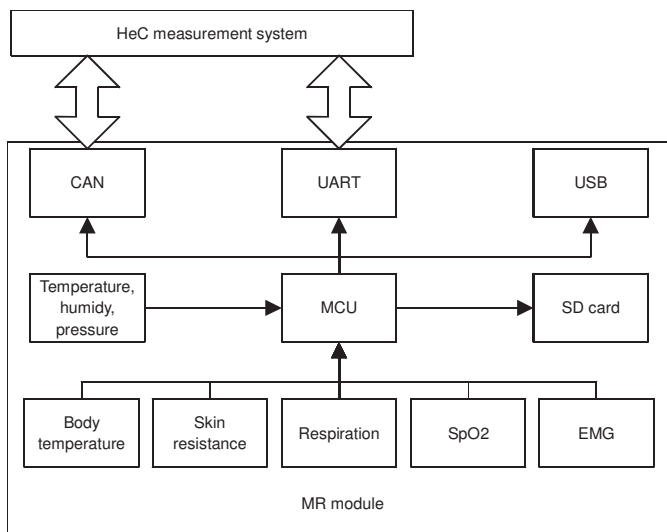 HeC measurement system
CAN
UART
USB
Temperature,
humidy,
pressure
MCU
SD card
Body
temperature
Skin
resistance
Respiration
SpO2
EMG
MR module